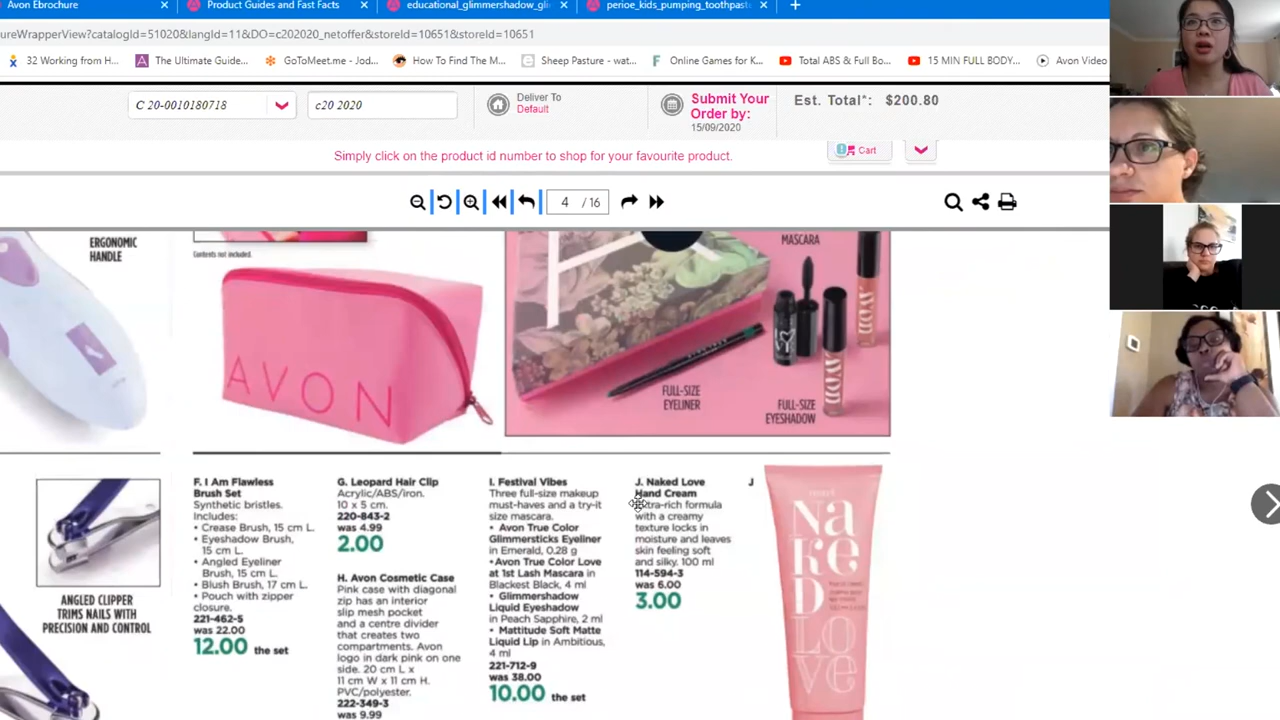 Avon Ebrochure
Product Guides and Fast Facts
educational_glimmershadow_gli
perioe_kids_pumping_toothpast
ureWrapperView?catalogId=51020&langId=11&DO=c202020_netoffer&storeId=10651&storeId=10651
32 Working from H...
The Ultimate Guide...
GoToMeet.me - Jod...
How To Find The M...
Sheep Pasture - wat...
Online Games for K...
Total ABS & Full Bo...
15 MIN FULL BODY...
Avon Video
C 20-0010180718
c20 2020
Deliver To
Default
Submit Your
Order by:
15/09/2020
Est. Total*: $200.80
Simply click on the product id number to shop for your favourite product.
Cart
4 / 16
ERGONOMIC
HANDLE
Contents not included.
AVON
MASCARA
FULL-SIZE
EYELINER
FULL-SIZE
EYESHADOW
AVON
AVON
ANGLED CLIPPER
TRIMS NAILS WITH
PRECISION AND CONTROL
F. I Am Flawless
Brush Set
Synthetic bristles.
Includes:
• Crease Brush, 15 cm L.
• Eyeshadow Brush,
15 cm L.
• Angled Eyeliner
Brush, 15 cm L.
• Blush Brush, 17 cm L.
• Pouch with zipper
closure.
221-462-5
was 22.00
12.00 the set
G. Leopard Hair Clip
Acrylic/ABS/iron.
10 x 5 cm.
220-843-2
was 4.99
2.00
H. Avon Cosmetic Case
Pink case with diagonal
zip has an interior
slip mesh pocket
and a centre divider
that creates two
compartments. Avon
logo in dark pink on one
side. 20 cm L x
11 cm W x 11 cm H.
PVC/polyester.
222-349-3
was 9.99
I. Festival Vibes
Three full-size makeup
must-haves and a try-it
size mascara.
• Avon True Color
Glimmersticks Eyeliner
in Emerald, 0.28 g
•Avon True Color Love
at 1st Lash Mascara in
Blackest Black, 4 ml
• Glimmershadow
Liquid Eyeshadow
in Peach Sapphire, 2 ml
• Mattitude Soft Matte
Liquid Lip in Ambitious,
4 ml
221-712-9
was 38.00
10.00 the set
J. Naked Love
Hand Cream
Extra-rich formula
with a creamy
texture locks in
moisture and leaves
skin feeling soft
and silky. 100 ml
114-594-3
was 6.00
3.00
J
Na
Ke
D
LO
Ve